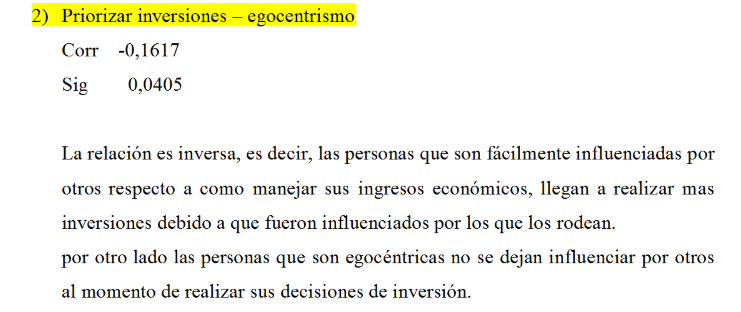 2) Priorizar inversiones – egocentrismo
Corr -0,1617
Sig 0,0405
La relación es inversa, es decir, las personas que son fácilmente influenciadas por
otros respecto a como manejar sus ingresos económicos, llegan a realizar mas
inversiones debido a que fueron influenciados por los que los rodean.
por otro lado las personas que son egocéntricas no se dejan influenciar por otros
al momento de realizar sus decisiones de inversión.